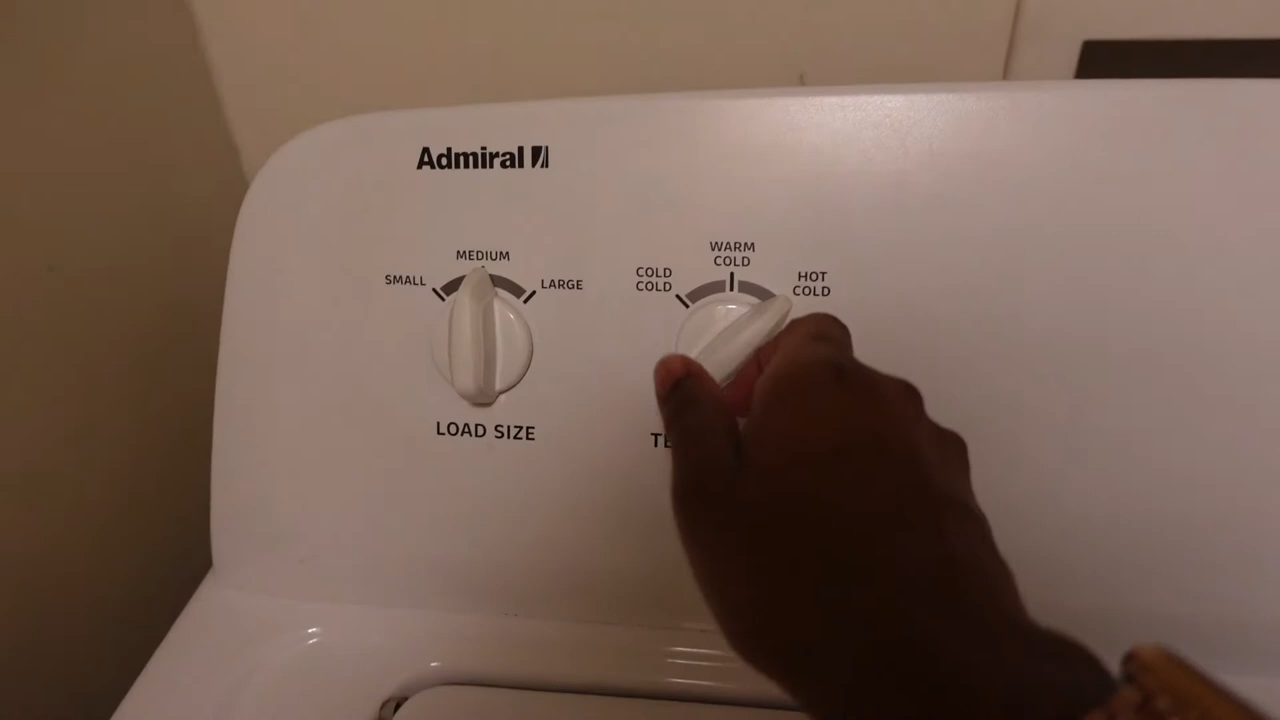 Admiral
SMALL
MEDIUM
LARGE
LOAD SIZE
COLD
COLD
WARM
COLD
HOT
COLD